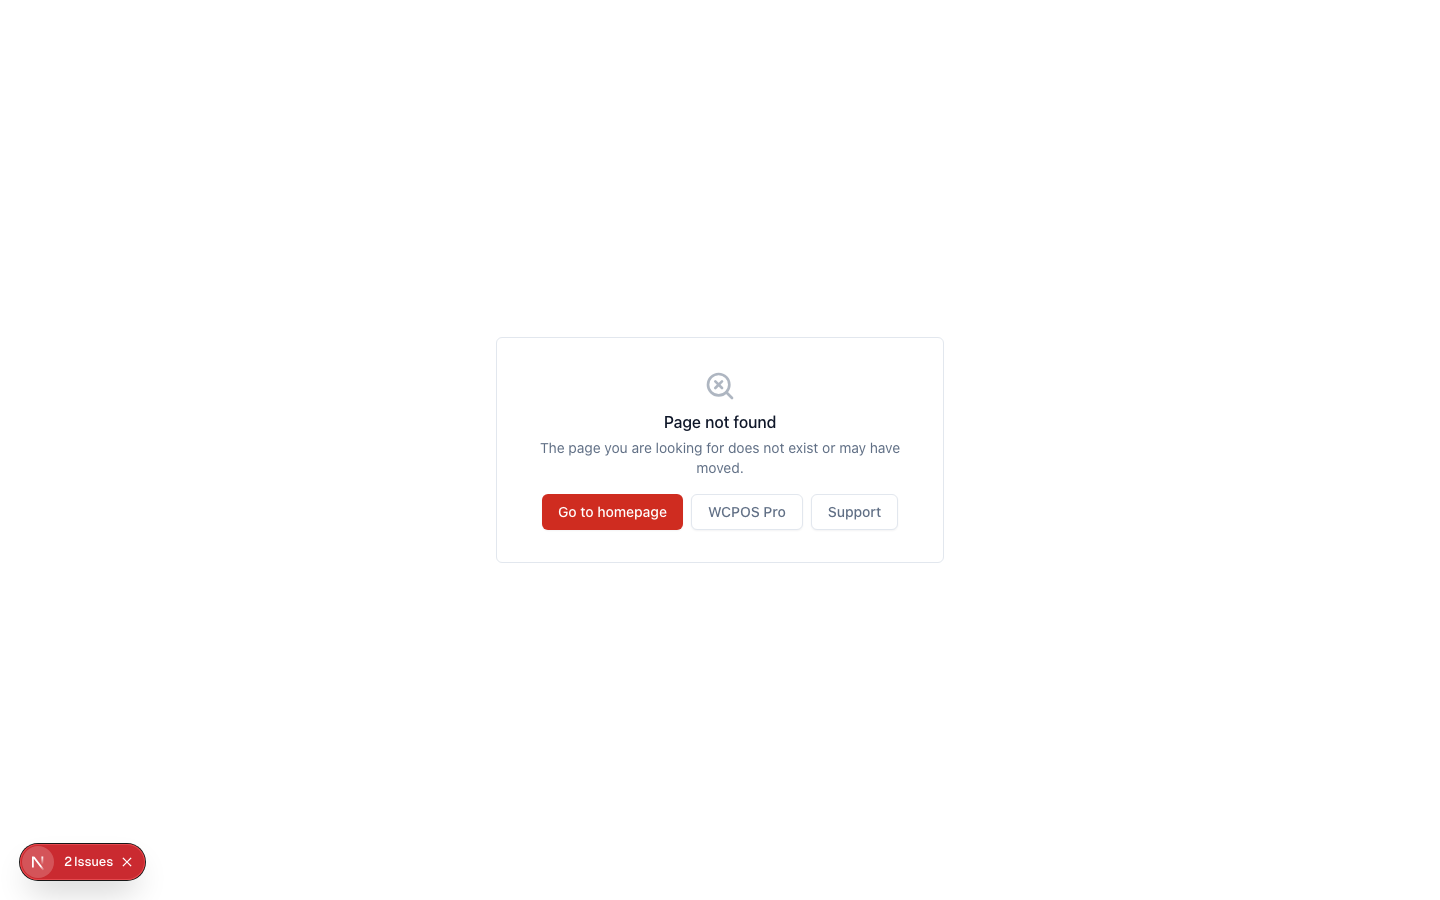 Page not found
The page you are looking for does not exist or may have
moved.
Go to homepage
WCPOS Pro
Support
N
2 Issues